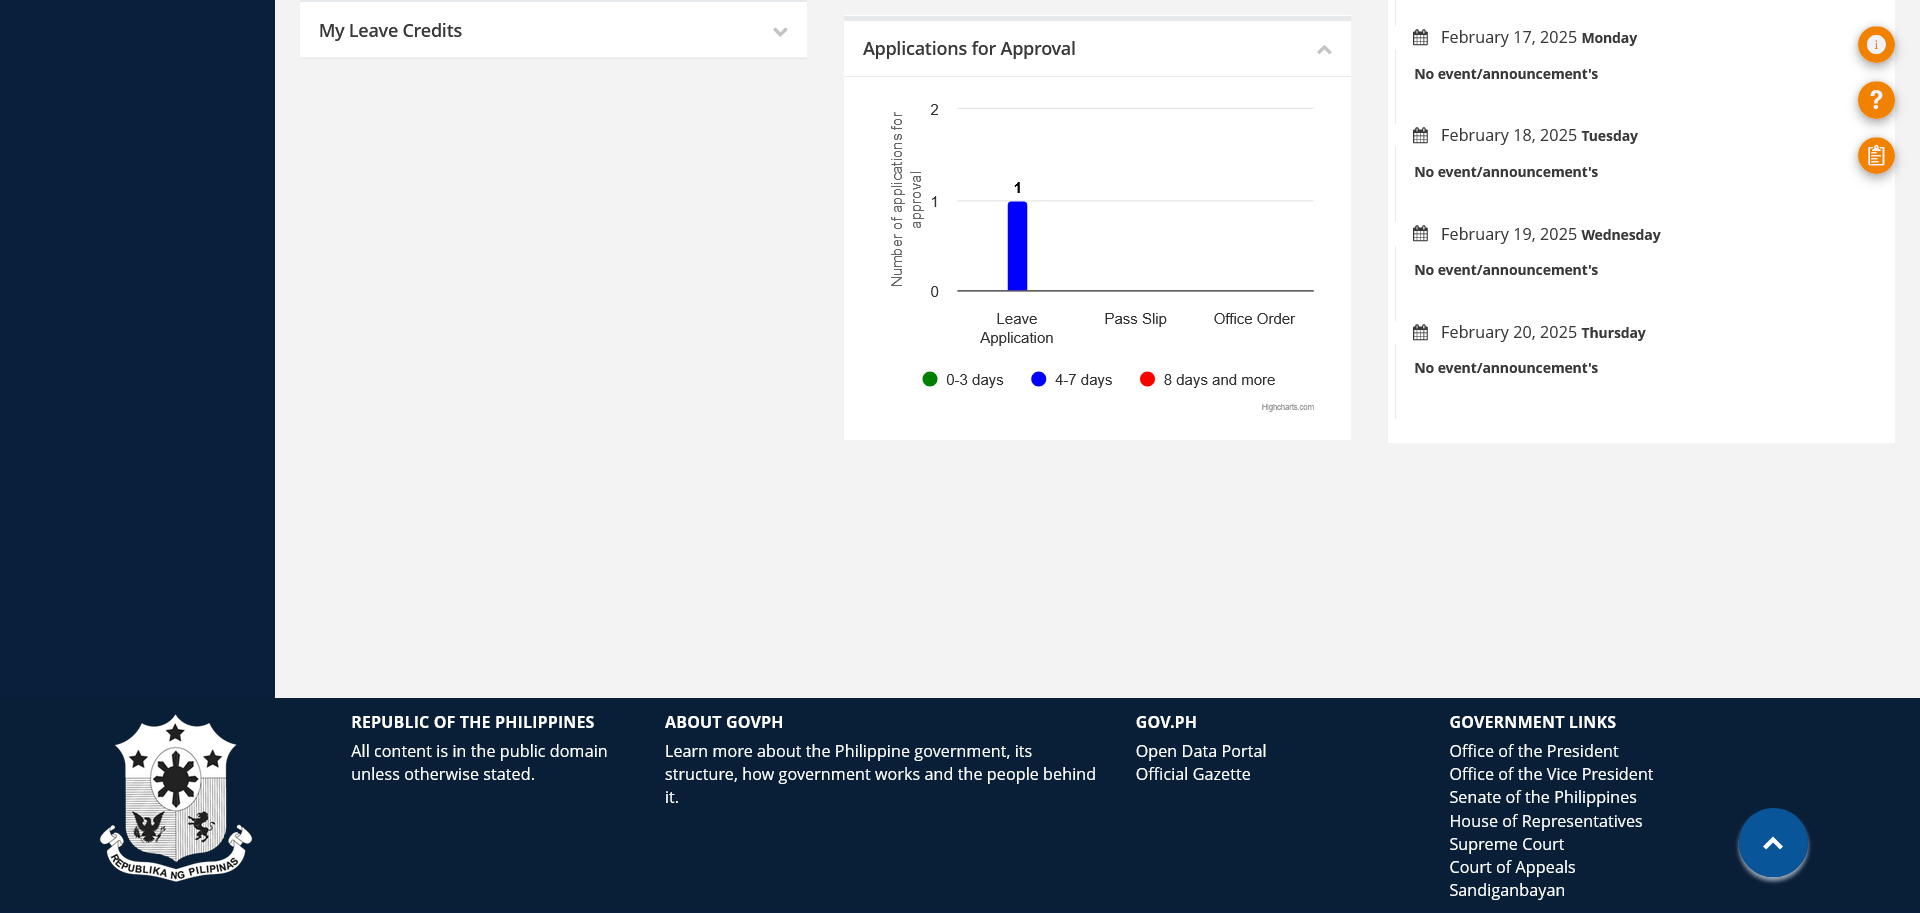 My Leave Credits
Applications for Approval
Number of applications for
approval
2
1
0
1
Leave
Application
Pass Slip
Office Order
0-3 days
4-7 days
8 days and more
Highcharts.com
February 17, 2025 Monday
No event/announcement's
February 18, 2025 Tuesday
No event/announcement's
February 19, 2025 Wednesday
No event/announcement's
February 20, 2025 Thursday
No event/announcement's
i
?
REPUBLIKA NG PILIPINAS
REPUBLIC OF THE PHILIPPINES
All content is in the public domain
unless otherwise stated.
ABOUT GOVPH
Learn more about the Philippine government, its
structure, how government works and the people behind
it.
GOV.PH
Open Data Portal
Official Gazette
GOVERNMENT LINKS
Office of the President
Office of the Vice President
Senate of the Philippines
House of Representatives
Supreme Court
Court of Appeals
Sandiganbayan